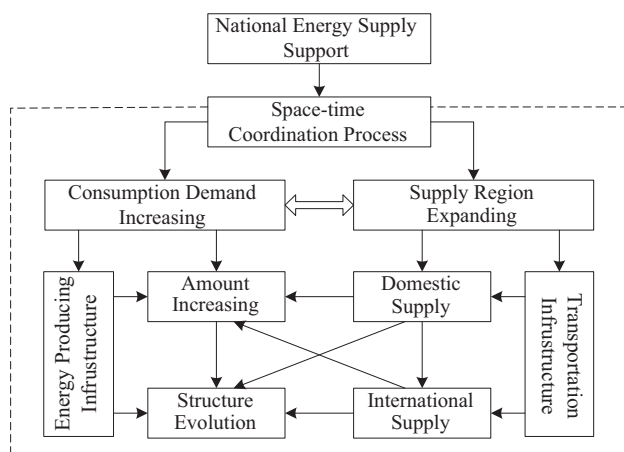 National Energy Supply
Support
Space-time
Coordination Process
Consumption Demand
Increasing
Supply Region
Expanding
Energy Producing
Infrustructure
Amount
Increasing
Domestic
Supply
Transportation
Infrustructure
Structure
Evolution
International
Supply